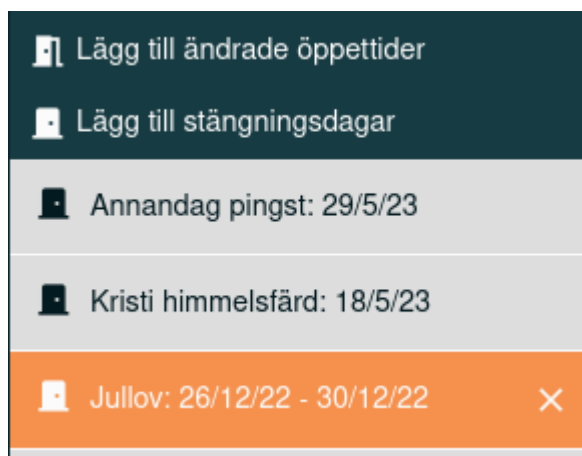 Lägg till ändrade öppettider
Lägg till stängningsdagar
Annandag pingst: 29/5/23
Kristi himmelsfärd: 18/5/23
Jullov: 26/12/22 - 30/12/22